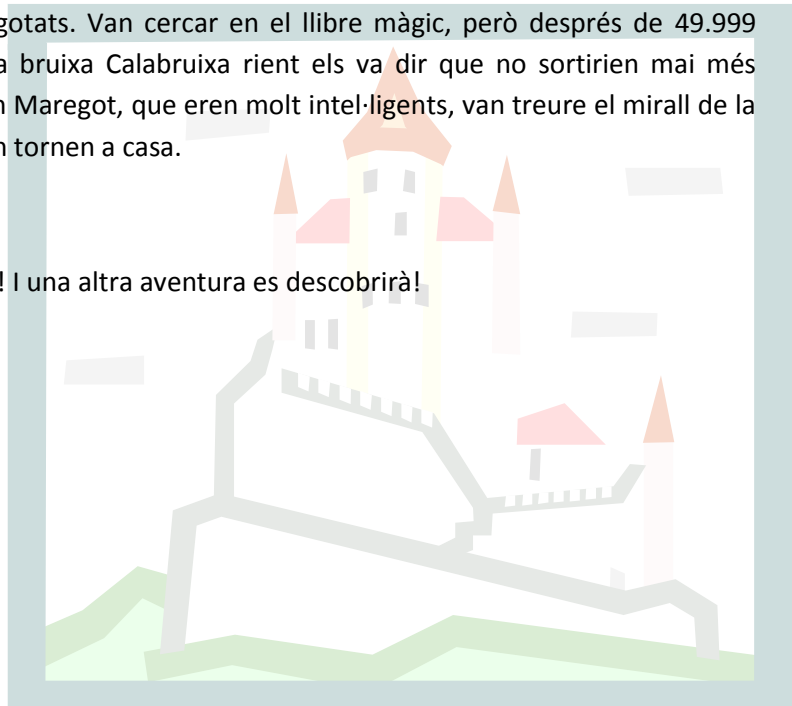 gotats. Van cercar en el llibre màgic, però després de 49.999
a bruixa Calabruixa rient els va dir que no sortirien mai més
n Maregot, que eren molt intel·ligents, van treure el mirall de la
n tornen a casa.
! I una altra aventura es descobrirà!